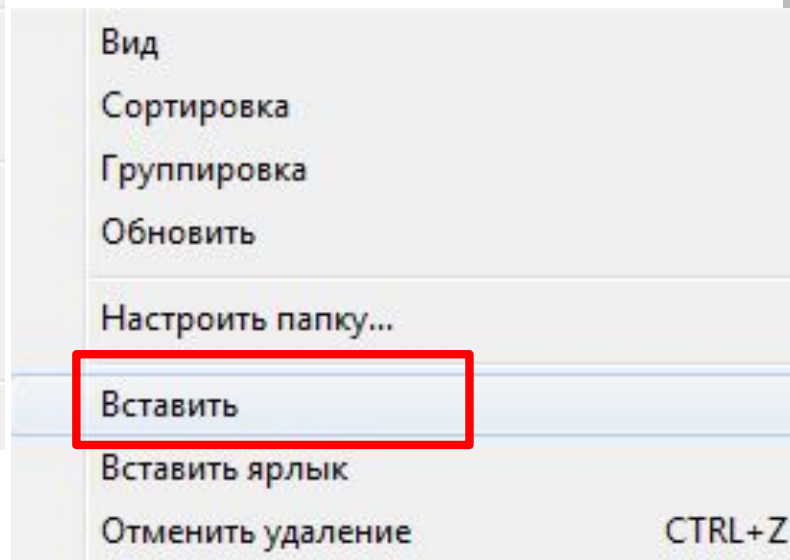 Вид
Сортировка
Группировка
Обновить
Настроить папку...
Вставить
Вставить ярлык
Отменить удаление CTRL+Z